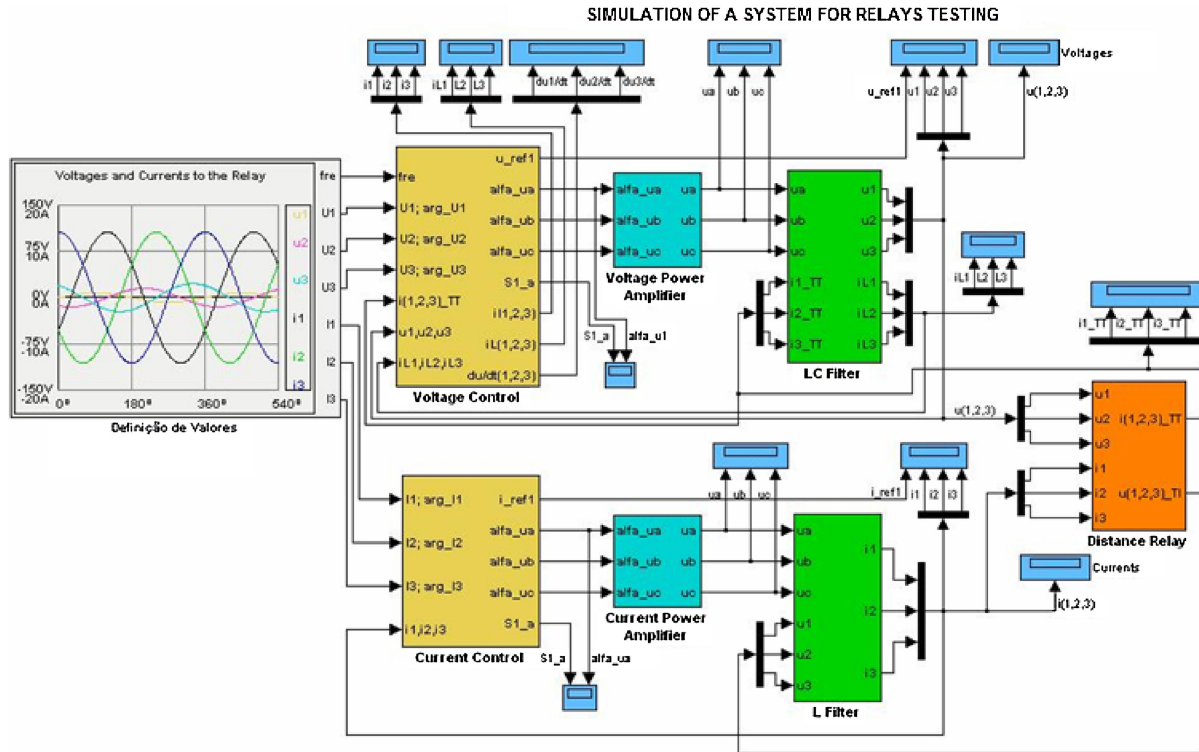 SIMULATION OF A SYSTEM FOR RELAYS TESTING
Voltages
i1 i2 i3
iL1 L2 L3
du1/dt du2/dt du3/dt
ua ub uc
u_ref1 u1 u2 u3
u(1,2,3)
Voltages and Currents to the Relay
150V
20A
75V
10A
0V
0A
-75V
-10A
-150V
-20A
0º 180º 360º 540º
u1
u2
u3
i1
i2
i3
Definição de Valores
fre
U1
U2
U3
I1
I2
I3
fre
U1; arg_U1
U2; arg_U2
U3; arg_U3
i(1,2,3)_TT
u1,u2,u3
iL1,iL2,iL3
u_ref1
alfa_ua
alfa_ub
alfa_uc
S1_a
iI1,2,3)
iL(1,2,3)
du/dt(1,2,3)
Voltage Control
S1_a
alfa_u1
alfa_ua ua
alfa_ub ub
alfa_uc uc
Voltage Power
Amplifier
ua
ub
uc
i1_TT
i2_TT
i3_TT
u1
u2
u3
iL1
iL2
iL3
LC Filter
iL1 L2 L3
i1_TT i2_TT i3_TT
u(1,2,3)
u1
u2
u3
i1
i2
i3
i(1,2,3)_TT
u(1,2,3)_TI
Distance Relay
I1; arg_I1
I2; arg_I2
I3; arg_I3
i1,i2,i3
i_ref1
alfa_ua
alfa_ub
alfa_uc
S1_a
Current Control
S1_a
alfa_ua
alfa_ua ua
alfa_ub ub
alfa_uc uc
Current Power
Amplifier
ua ub uc
ua
ub
uc
u1
u2
u3
i1
i2
i3
L Filter
i_ref1 i1 i2 i3
Currents
i(1,2,3)